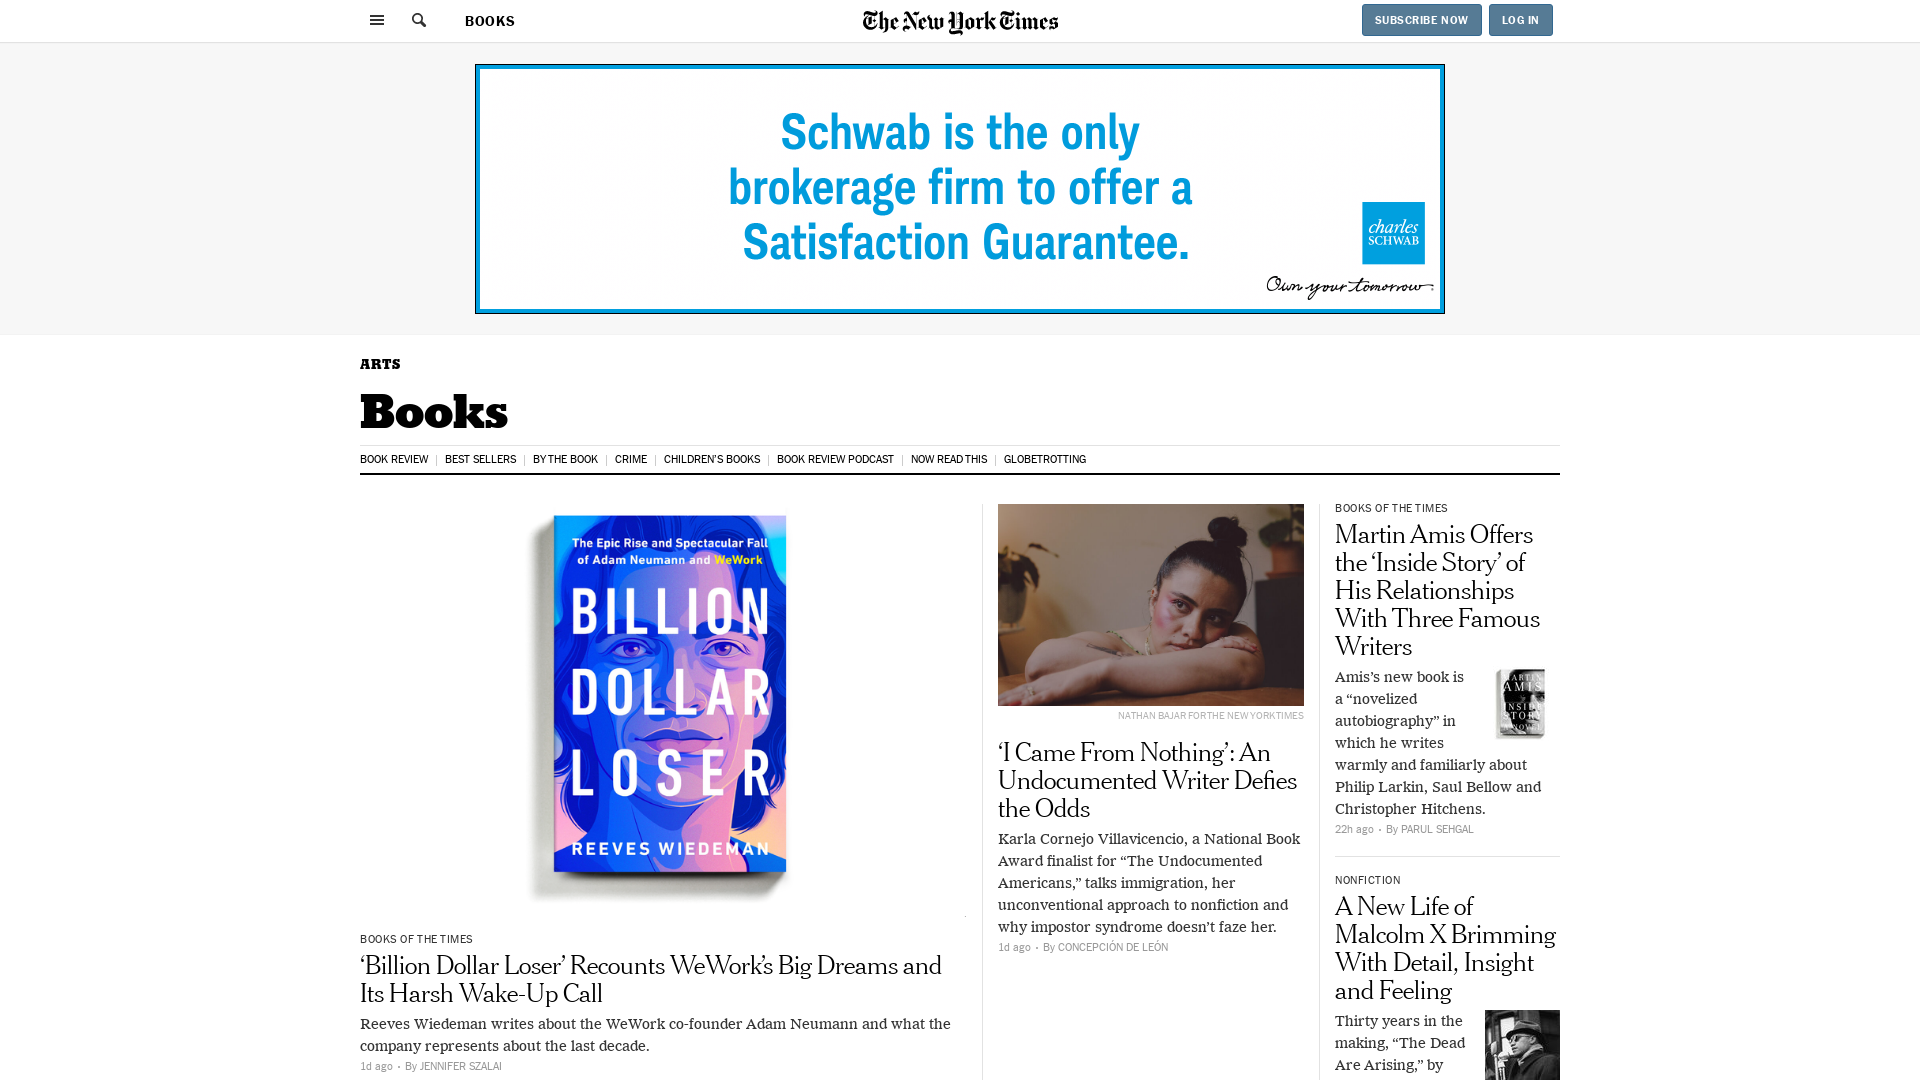 BOOKS
The New York Times
SUBSCRIBE NOW
LOG IN
Schwab is the only
brokerage firm to offer a
Satisfaction Guarantee.
charles
SCHWAB
Own your tomorrow.
ARTS
Books
BOOK REVIEW
BEST SELLERS
BY THE BOOK
CRIME
CHILDREN'S BOOKS
BOOK REVIEW PODCAST
NOW READ THIS
GLOBETROTTING
The Epic Rise and Spectacular Fall
of Adam Neumann and WeWork
BILLION
DOLLAR
LOSER
REEVES WIEDEMAN
BOOKS OF THE TIMES
‘Billion Dollar Loser’ Recounts WeWork’s Big Dreams and
Its Harsh Wake-Up Call
Reeves Wiedeman writes about the WeWork co-founder Adam Neumann and what the
company represents about the last decade.
1d ago • By JENNIFER SZALAI
NATHAN BAJAR FOR THE NEW YORK TIMES
‘I Came From Nothing’: An
Undocumented Writer Defies
the Odds
Karla Cornejo Villavicencio, a National Book
Award finalist for “The Undocumented
Americans,” talks immigration, her
unconventional approach to nonfiction and
why impostor syndrome doesn’t faze her.
1d ago • By CONCEPCIÓN DE LEÓN
BOOKS OF THE TIMES
Martin Amis Offers
the ‘Inside Story’ of
His Relationships
With Three Famous
Writers
Amis’s new book is
a “novelized
autobiography” in
which he writes
warmly and familiarly about
Philip Larkin, Saul Bellow and
Christopher Hitchens.
MARTIN
AMIS
INSIDE
STORY
22h ago • By PARUL SEHGAL
NONFICTION
A New Life of
Malcolm X Brimming
With Detail, Insight
and Feeling
Thirty years in the
making, “The Dead
Are Arising,” by